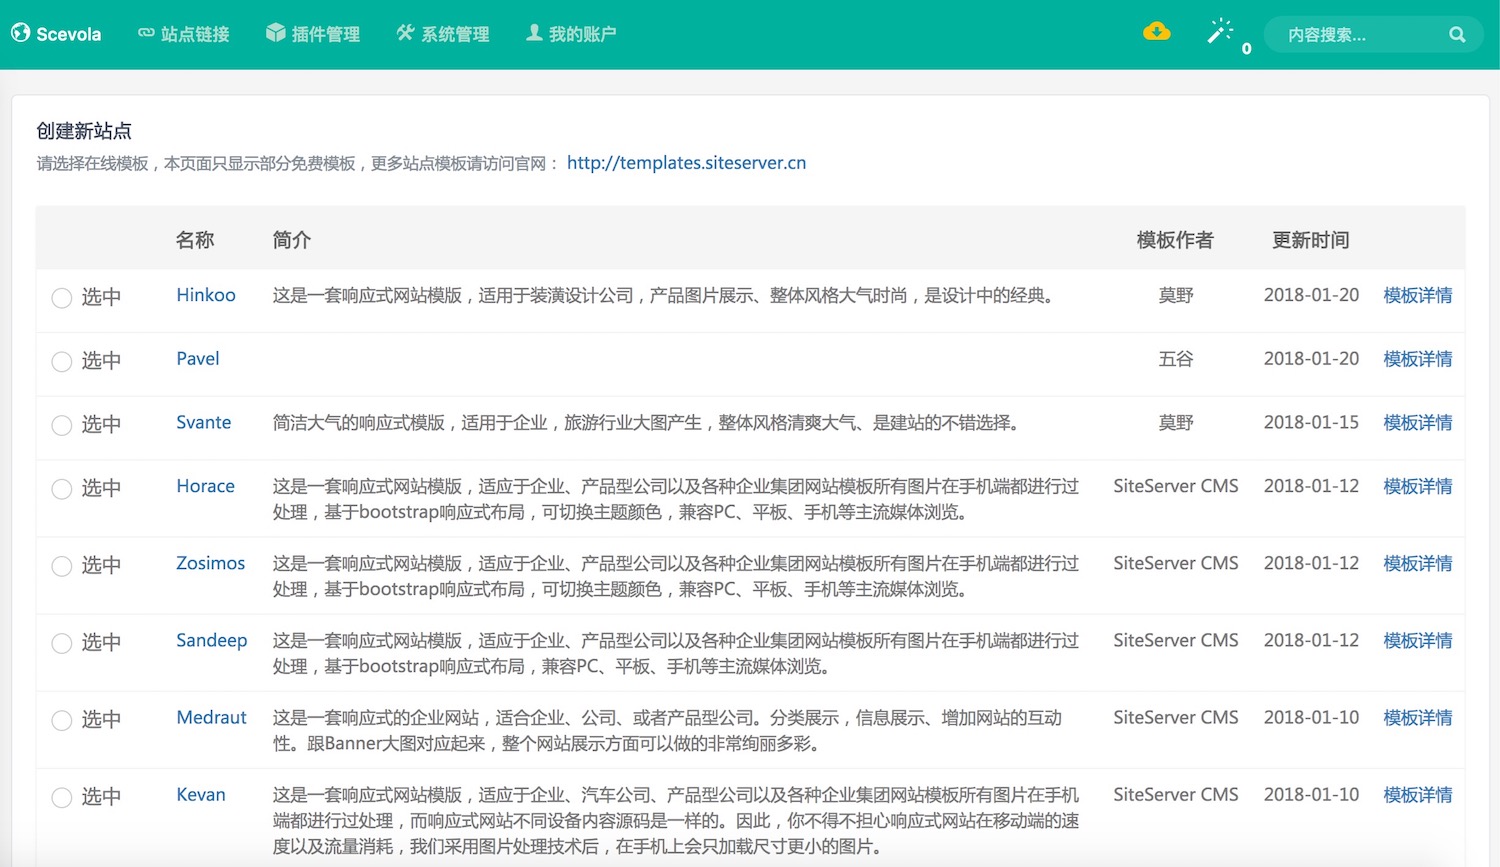 Scevola 站点链接 插件管理 系统管理 我的账户 0 内容搜索...
创建新站点
请选择在线模板，本页面只显示部分免费模板，更多站点模板请访问官网： http://templates.siteserver.cn
名称 简介 模板作者 更新时间
选中 Hinkoo 这是一套响应式网站模版，适用于装潢设计公司，产品图片展示、整体风格大气时尚，是设计中的经典。 莫野 2018-01-20 模板详情
选中 Pavel 五谷 2018-01-20 模板详情
选中 Svante 简洁大气的响应式模版，适用于企业，旅游行业大图产生，整体风格清爽大气、是建站的不错选择。 莫野 2018-01-15 模板详情
选中 Horace 这是一套响应式网站模版，适应于企业、产品型公司以及各种企业集团网站模板所有图片在手机端都进行过 SiteServer CMS 2018-01-12 模板详情
处理，基于bootstrap响应式布局，可切换主题颜色，兼容PC、平板、手机等主流媒体浏览。
选中 Zosimos 这是一套响应式网站模版，适应于企业、产品型公司以及各种企业集团网站模板所有图片在手机端都进行过 SiteServer CMS 2018-01-12 模板详情
处理，基于bootstrap响应式布局，可切换主题颜色，兼容PC、平板、手机等主流媒体浏览。
选中 Sandeep 这是一套响应式网站模版，适应于企业、产品型公司以及各种企业集团网站模板所有图片在手机端都进行过 SiteServer CMS 2018-01-12 模板详情
处理，基于bootstrap响应式布局，兼容PC、平板、手机等主流媒体浏览。
选中 Medraut 这是一套响应式的企业网站，适合企业、公司、或者产品型公司。分类展示，信息展示、增加网站的互动 SiteServer CMS 2018-01-10 模板详情
性。跟Banner大图对应起来，整个网站展示方面可以做的非常绚丽多彩。
选中 Kevan 这是一套响应式网站模版，适应于企业、汽车公司、产品型公司以及各种企业集团网站模板所有图片在手机 SiteServer CMS 2018-01-10 模板详情
端都进行过处理，而响应式网站不同设备内容源码是一样的。因此，你不得不担心响应式网站在移动端的速
度以及流量消耗，我们采用图片处理技术后，在手机上会只加载尺寸更小的图片。